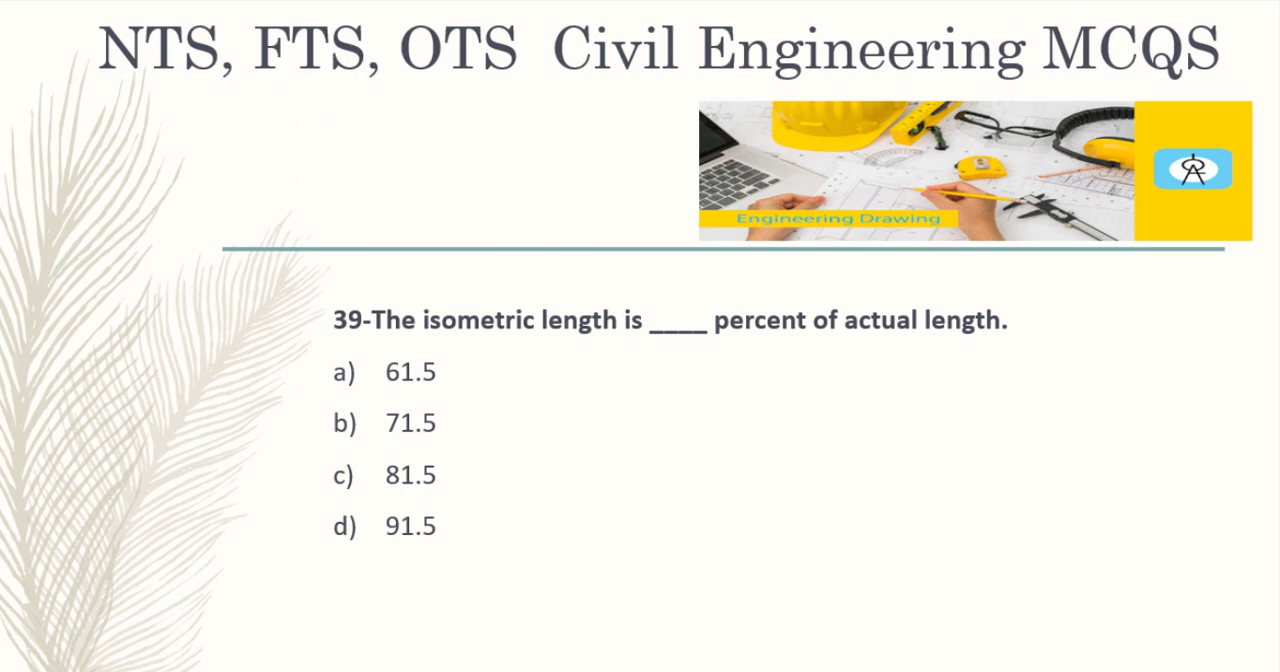 NTS, FTS, OTS Civil Engineering MCQS
Engineering Drawing
39-The isometric length is ____ percent of actual length.
a) 61.5
b) 71.5
c) 81.5
d) 91.5